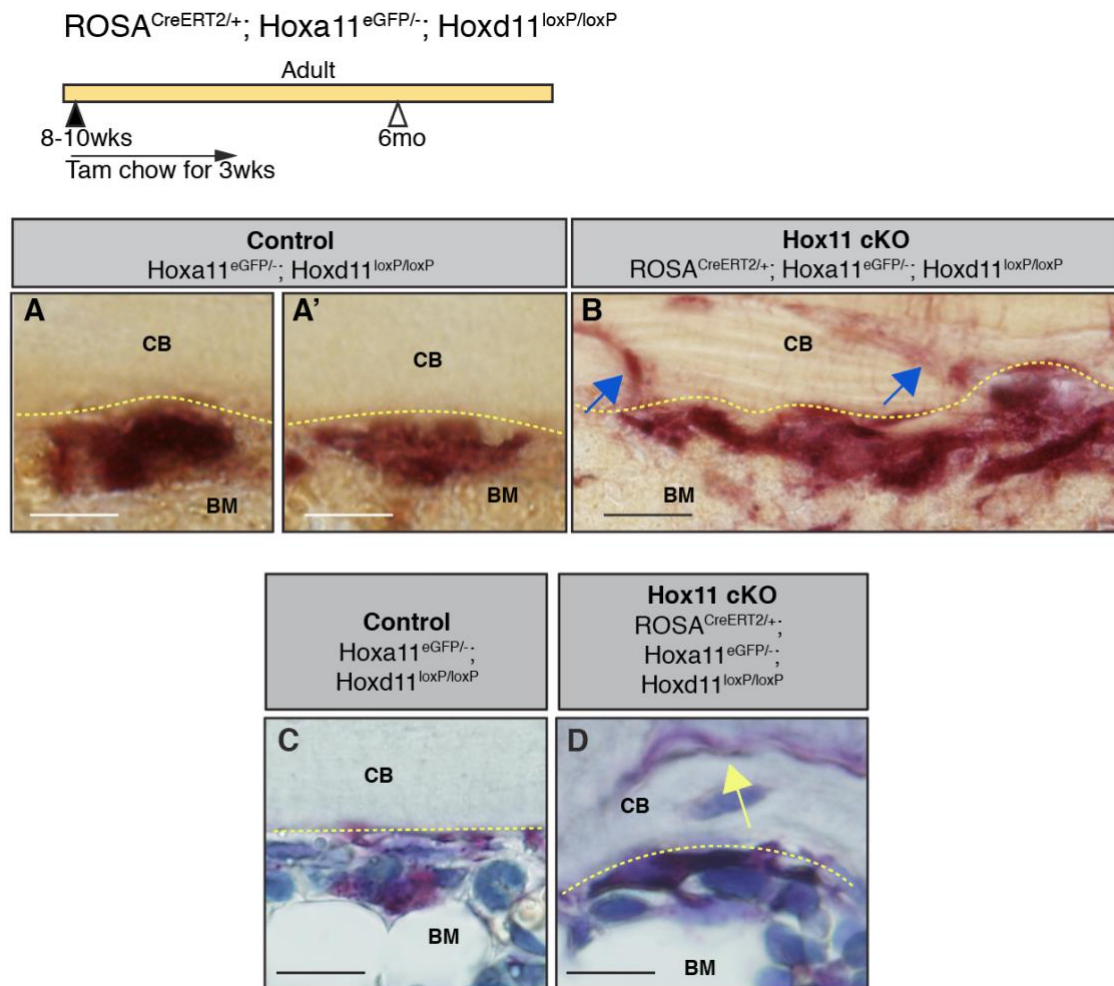 ROSA^CreERT2/+; Hoxa11^eGFP/-; Hoxd11^loxP/loxP
Adult
8-10wks
6mo
Tam chow for 3wks
Control
Hoxa11^eGFP/-; Hoxd11^loxP/loxP
Hox11 cKO
ROSA^CreERT2/+; Hoxa11^eGFP/-; Hoxd11^loxP/loxP
A
CB
BM
A’
CB
BM
B
CB
BM
Control
Hoxa11^eGFP/-;
Hoxd11^loxP/loxP
Hox11 cKO
ROSA^CreERT2/+;
Hoxa11^eGFP/-;
Hoxd11^loxP/loxP
C
CB
BM
D
CB
BM